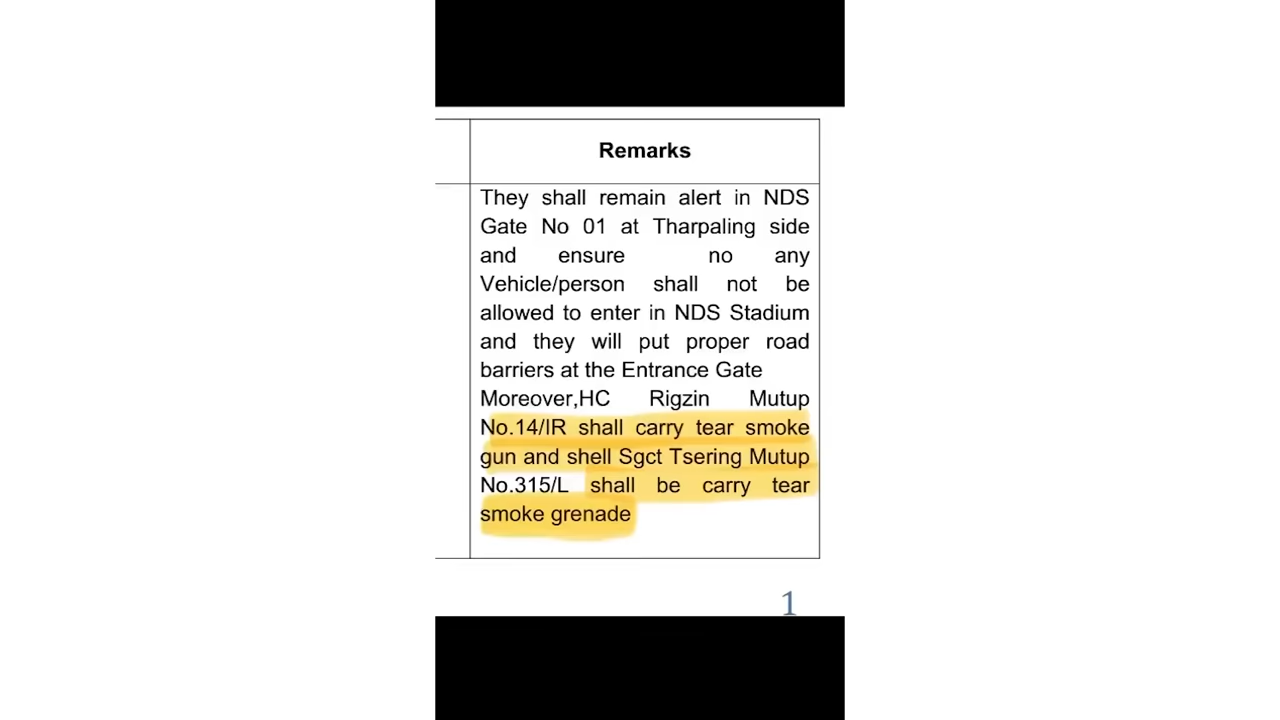 Remarks
They shall remain alert in NDS
Gate No 01 at Tharpaling side
and ensure no any
Vehicle/person shall not be
allowed to enter in NDS Stadium
and they will put proper road
barriers at the Entrance Gate
Moreover,HC Rigzin Mutup
No.14/IR shall carry tear smoke
gun and shell Sgct Tsering Mutup
No.315/L shall be carry tear
smoke grenade
1